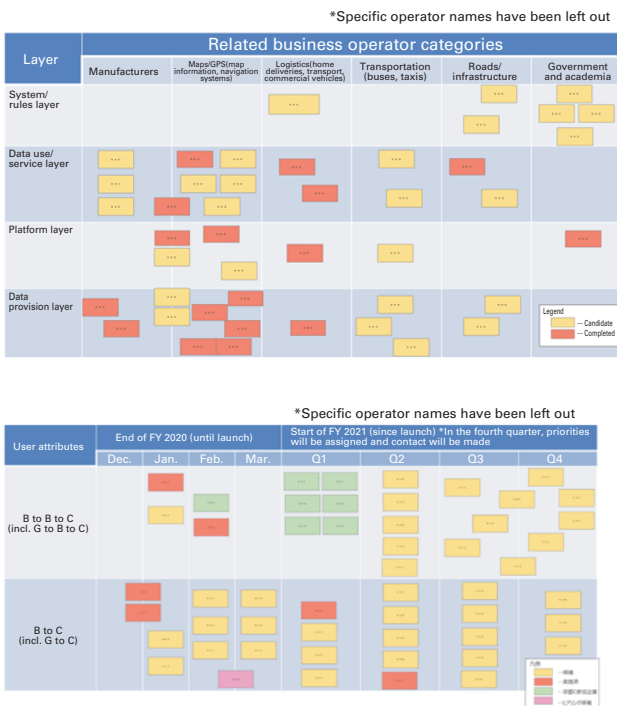 *Specific operator names have been left out
Layer
Related business operator categories
Manufacturers
Maps/GPS(map
information, navigation
systems)
Logistics(home
deliveries, transport,
commercial vehicles)
Transportation
(buses, taxis)
Roads/
infrastructure
Government
and academia
System/
rules layer
Data use/
service layer
Platform layer
Data
provision layer
Legend
--- Candidate
--- Completed
*Specific operator names have been left out
User attributes
End of FY 2020 (until launch)
Start of FY 2021 (since launch) *In the fourth quarter, priorities
will be assigned and contact will be made
Dec.
Jan.
Feb.
Mar.
Q1
Q2
Q3
Q4
B to B to C
(incl. G to B to C)
B to C
(incl. G to C)
凡例